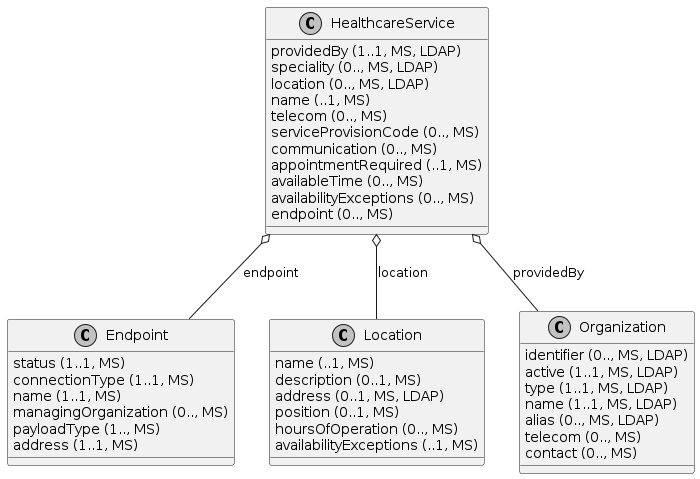 C HealthcareService
providedBy (1..1, MS, LDAP)
speciality (0.., MS, LDAP)
location (0.., MS, LDAP)
name (..1, MS)
telecom (0.., MS)
serviceProvisionCode (0.., MS)
communication (0.., MS)
appointmentRequired (..1, MS)
availableTime (0.., MS)
availabilityExceptions (0.., MS)
endpoint (0.., MS)
endpoint
location
providedBy
C Endpoint
status (1..1, MS)
connectionType (1..1, MS)
name (1..1, MS)
managingOrganization (0.., MS)
payloadType (1.., MS)
address (1..1, MS)
C Location
name (..1, MS)
description (0..1, MS)
address (0..1, MS, LDAP)
position (0..1, MS)
hoursOfOperation (0.., MS)
availabilityExceptions (..1, MS)
C Organization
identifier (0.., MS, LDAP)
active (1..1, MS, LDAP)
type (1..1, MS, LDAP)
name (1..1, MS, LDAP)
alias (0.., MS, LDAP)
telecom (0.., MS)
contact (0.., MS)